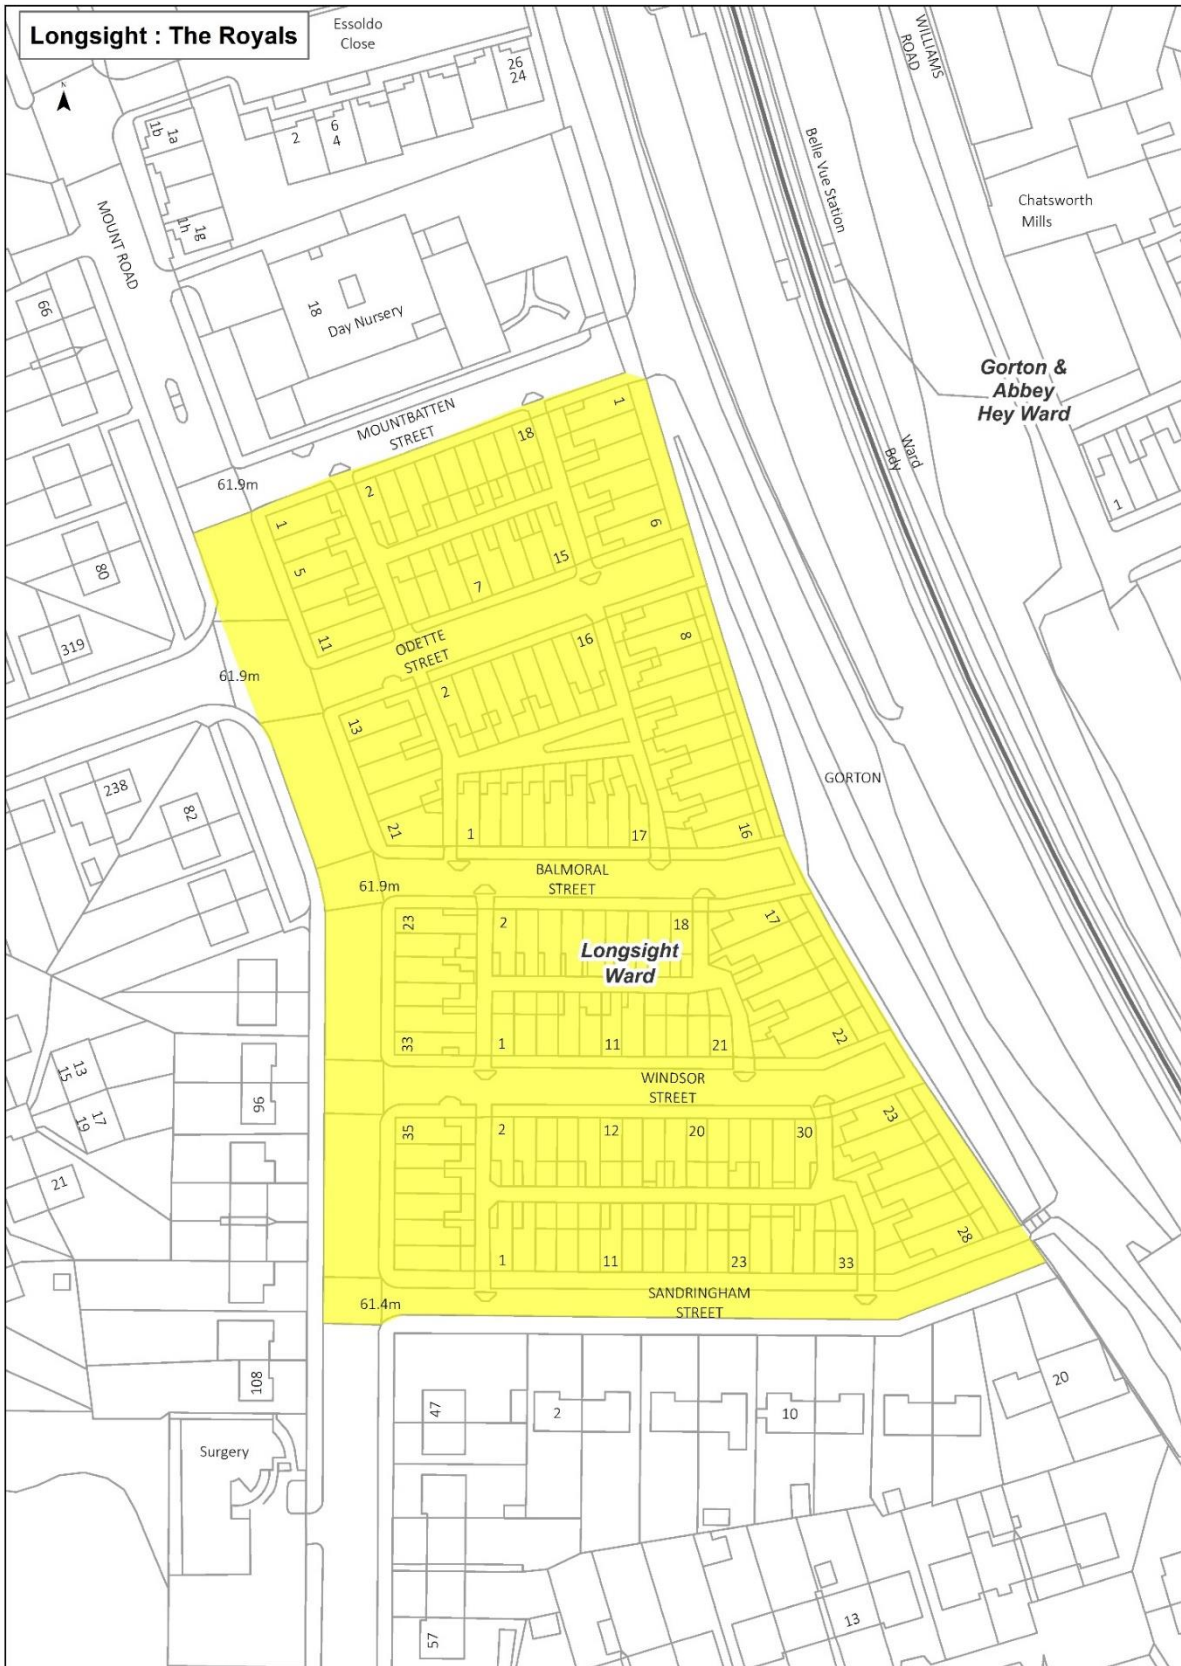 Longsight : The Royals
Essoldo
Close
N
WILLIAMS
ROAD
26
24
1b
1a
2
6
4
Belle Vue Station
Chatsworth
Mills
MOUNT ROAD
1h
1g
66
18
Day Nursery
Gorton &
Abbey
Hey Ward
1
MOUNTBATTEN
STREET
18
Ward
Bdy
61.9m
2
1
1
6
80
5
15
7
11
ODETTE
STREET
319
16
8
61.9m
2
13
GORTON
238
82
21
1
17
16
BALMORAL
STREET
61.9m
23
2
18
17
Longsight
Ward
33
1
11
21
22
13
15
17
19
WINDSOR
STREET
96
35
2
12
20
30
23
21
1
11
23
33
28
61.4m
SANDRINGHAM
STREET
108
47
2
10
20
Surgery
57
13